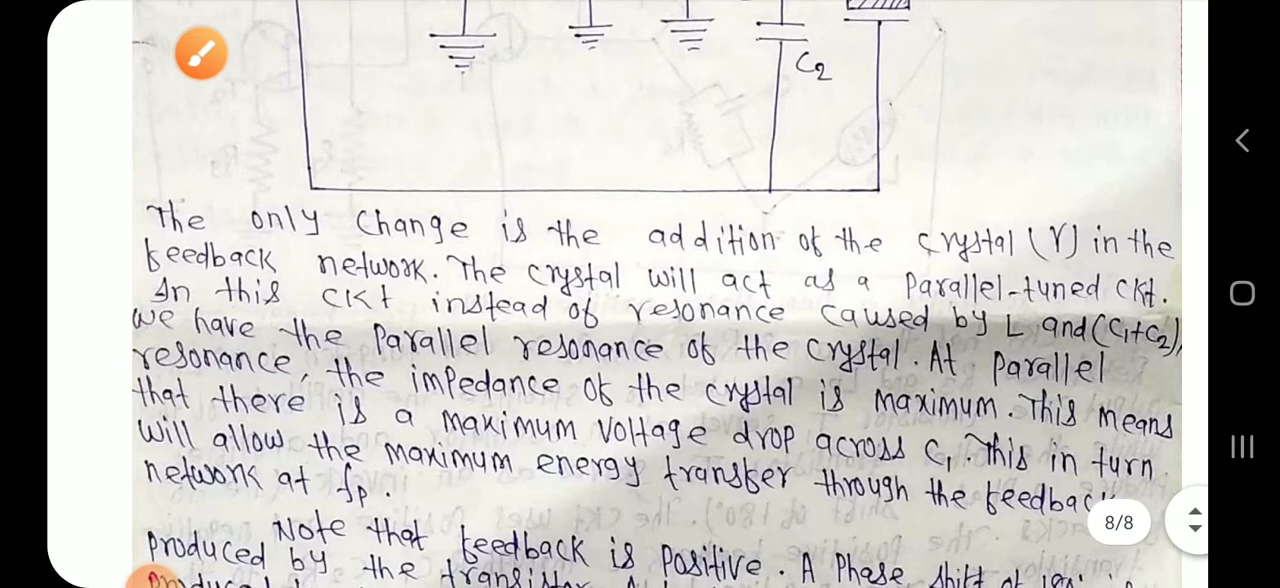 C2
The only change is the addition of the crystal (Y) in the
feedback network. The crystal will act as a Parallel-tuned ckt.
In this ckt instead of resonance caused by L and (C1+C2),
we have the Parallel resonance of the crystal. At Parallel
resonance, the impedance of the crystal is maximum. This means
that there is a maximum voltage drop across C1 This in turn
will allow the maximum energy transfer through the feedback
network at fp.
8/8
Note that feedback is Positive. A Phase shift of
Produced by the